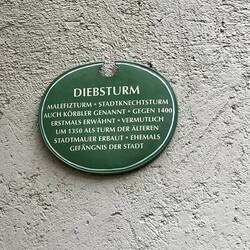 DIEBSTURM
MALEFIZTURM • STADTKNECHTSTURM
AUCH KÖRBLER GENANNT • GEGEN 1400
ERSTMALS ERWÄHNT • VERMUTLICH
UM 1350 ALS TURM DER ÄLTEREN
STADTMAUER ERBAUT • EHEMALS
GEFÄNGNIS DER STADT